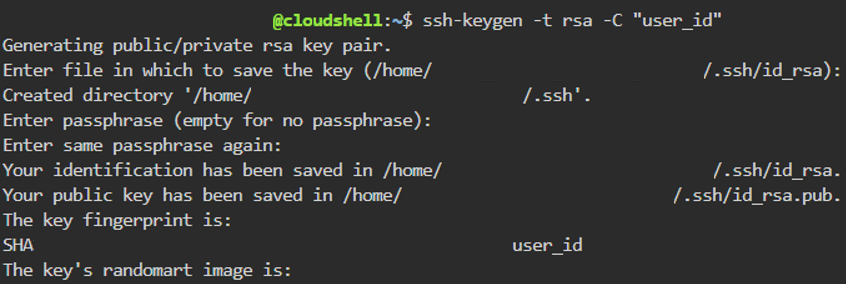 @cloudshell:~$ ssh-keygen -t rsa -C "user_id"
Generating public/private rsa key pair.
Enter file in which to save the key (/home/ /.ssh/id_rsa):
Created directory '/home/ /.ssh'.
Enter passphrase (empty for no passphrase):
Enter same passphrase again:
Your identification has been saved in /home/ /.ssh/id_rsa.
Your public key has been saved in /home/ /.ssh/id_rsa.pub.
The key fingerprint is:
SHA user_id
The key's randomart image is: